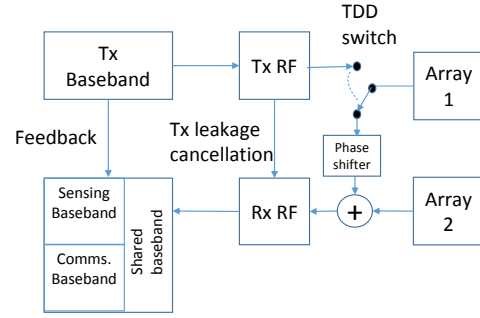 TDD
switch
Tx
Baseband
Tx RF
Array
1
Feedback
Tx leakage
cancellation
Phase
shifter
Sensing
Baseband
Comms.
Baseband
Shared
baseband
Rx RF
+
Array
2